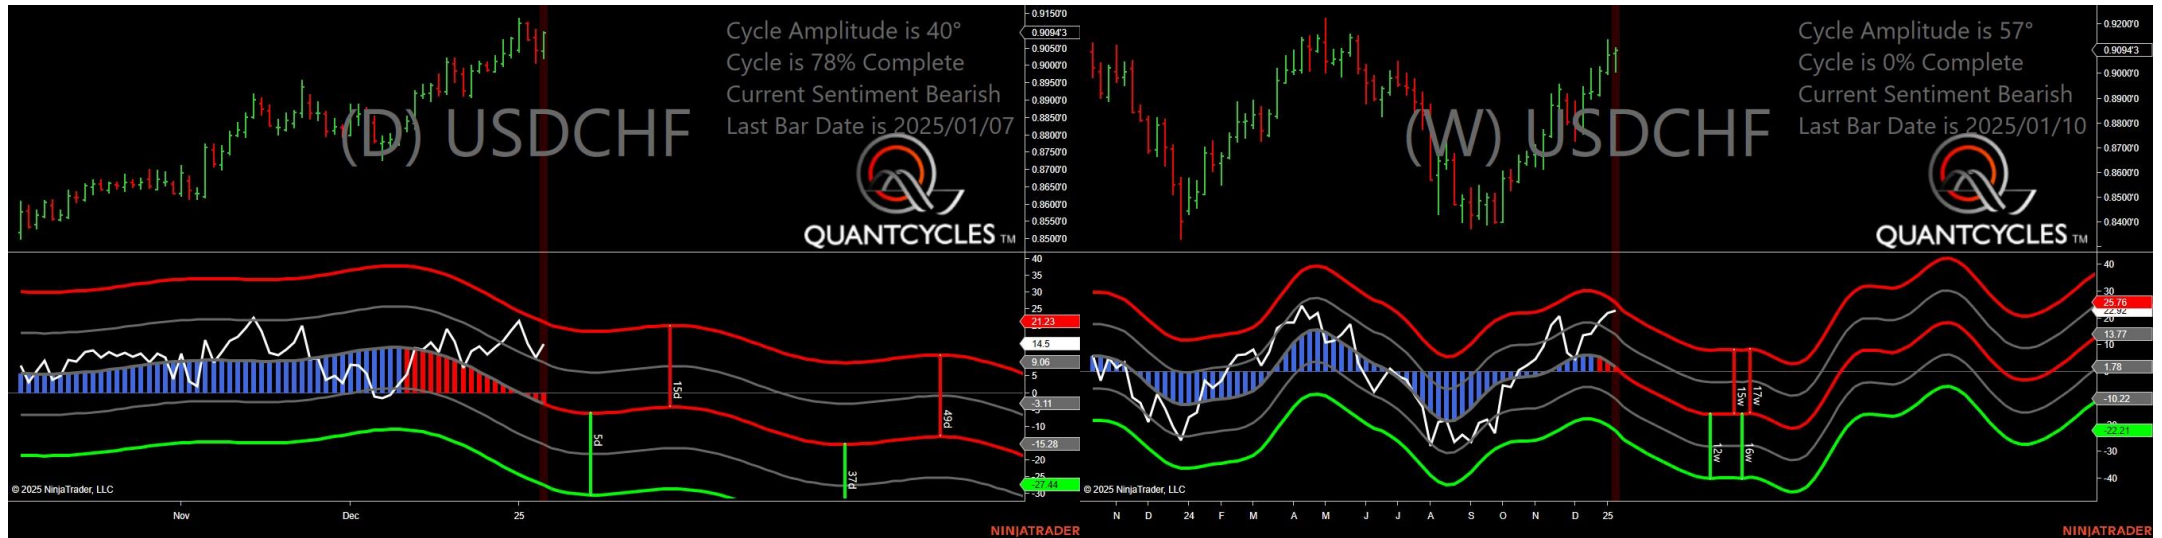 Cycle Amplitude is 40°
Cycle is 78% Complete
Current Sentiment Bearish
Last Bar Date is 2025/01/07
(D) USDCHF
QUANTCYCLES TM
0.9150'0
0.9094'3
0.9050'0
0.9000'0
0.8950'0
0.8900'0
0.8850'0
0.8800'0
0.8750'0
0.8700'0
0.8650'0
0.8600'0
0.8550'0
0.8500'0
40
35
30
25
21.23
14.5
9.06
5
0
-3.11
-10
-15.28
-20
-25
-27.44
-30
5d
15d
37d
49d
© 2025 NinjaTrader, LLC
Nov
Dec
25
NINJATRADER
Cycle Amplitude is 57°
Cycle is 0% Complete
Current Sentiment Bearish
Last Bar Date is 2025/01/10
(W) USDCHF
QUANTCYCLES TM
0.9200'0
0.9094'3
0.9000'0
0.8900'0
0.8800'0
0.8700'0
0.8600'0
0.8500'0
0.8400'0
40
30
25.76
22.92
20
13.77
10
1.78
-10.22
-22.21
-30
-40
12w
15w
16w
17w
© 2025 NinjaTrader, LLC
N
D
24
F
M
A
M
J
J
A
S
O
N
D
25
NINJATRADER